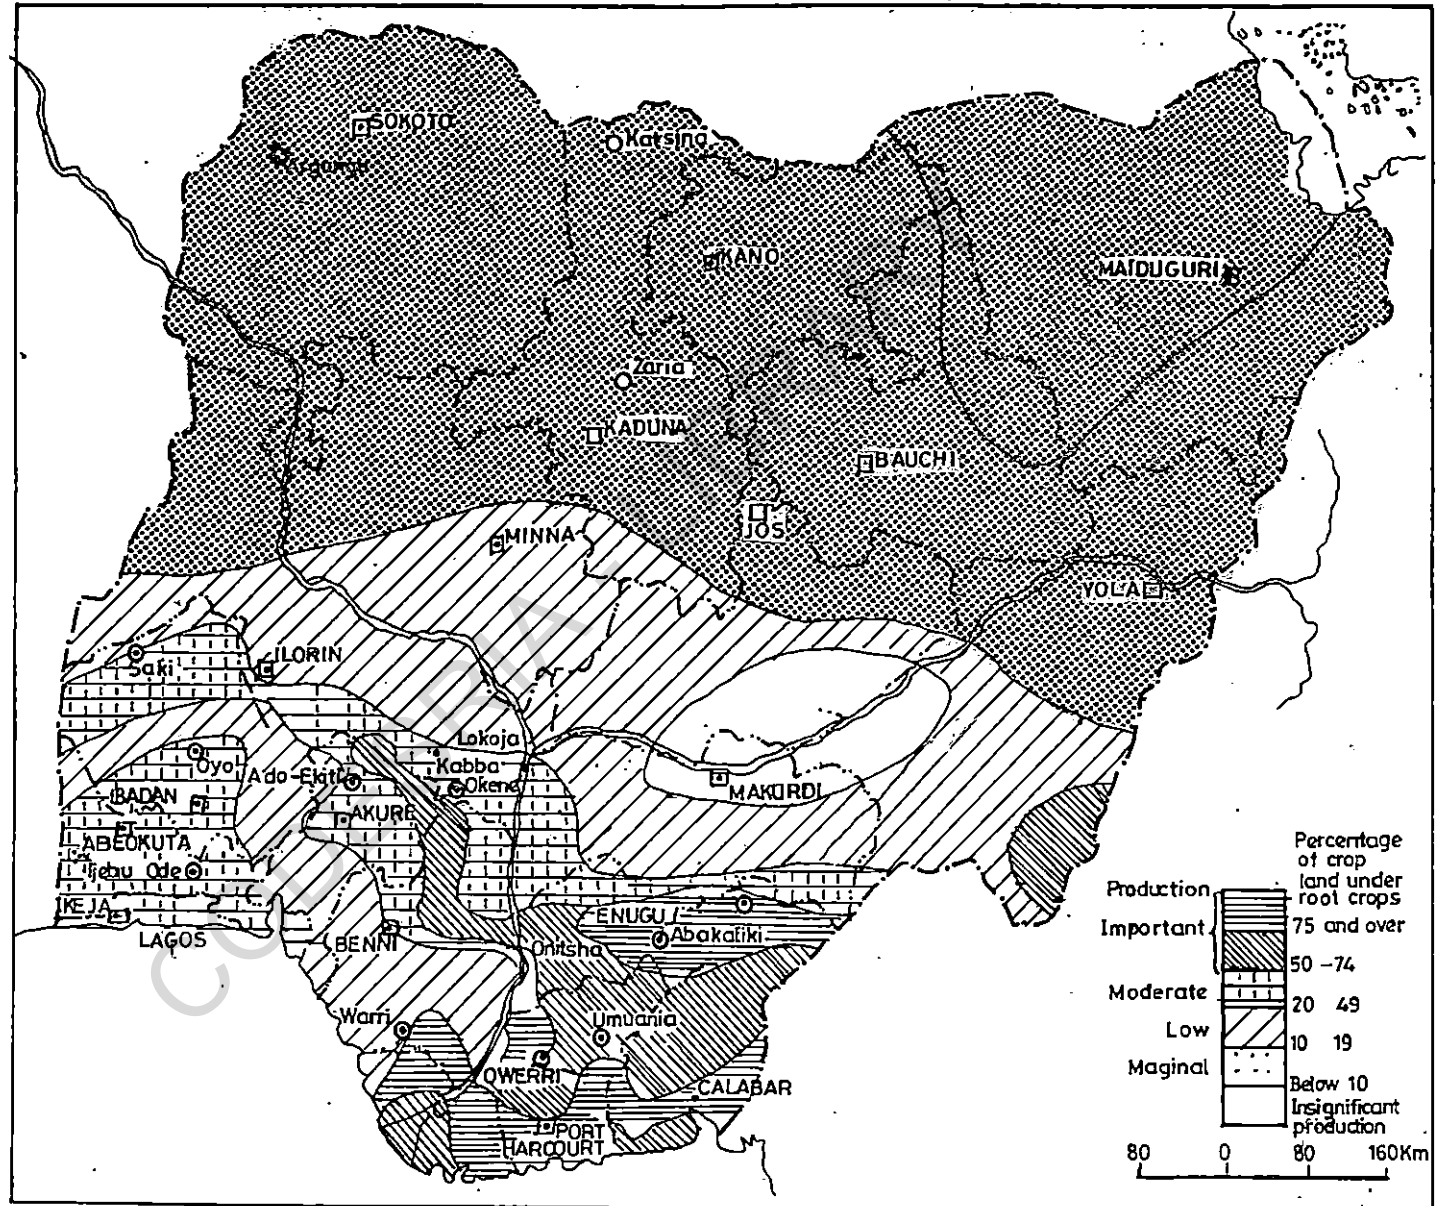 SOKOTO
Katsina
Argungu
KANO
MAIDUGURI
Zaria
KADUNA
BAUCHI
JOS
MINNA
YOLA
Saki
ILORIN
Lokoja
Oyo
Ado-Ekiti
Kabba
Okene
BADAN
AKURE
MAKURDI
ABEOKUTA
Ijebu Ode
KEJA
LAGOS
BENNI
ENUGU
Abakaliki
Onitsha
Warri
Umuania
OWERRI
CALABAR
PORT
HARCOURT
CODESRIA
Percentage
of crop
land under
root crops
Production
Important
75 and over
50 - 74
Moderate
20 49
Low
10 19
Maginal
Below 10
Insignificant
production
80 0 80 160Km